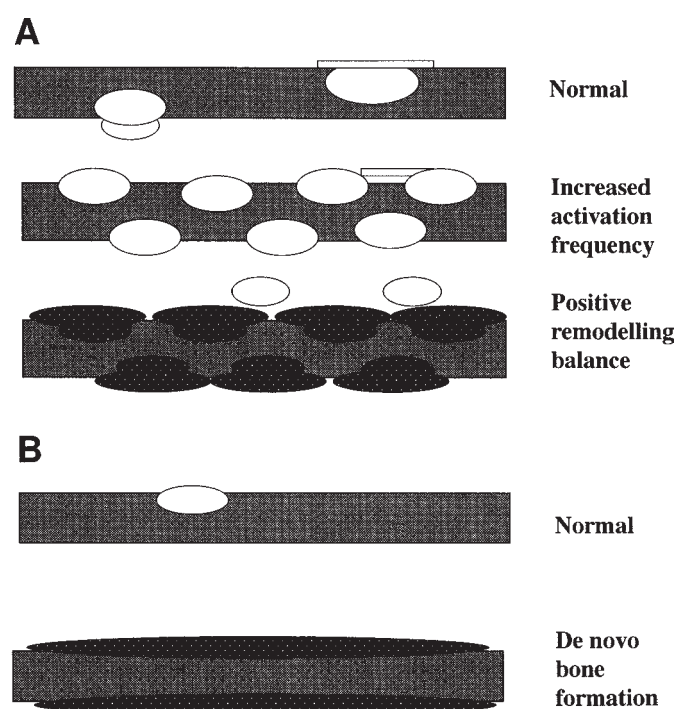 A
Normal
Increased
activation
frequency
Positive
remodelling
balance
B
Normal
De novo
bone
formation